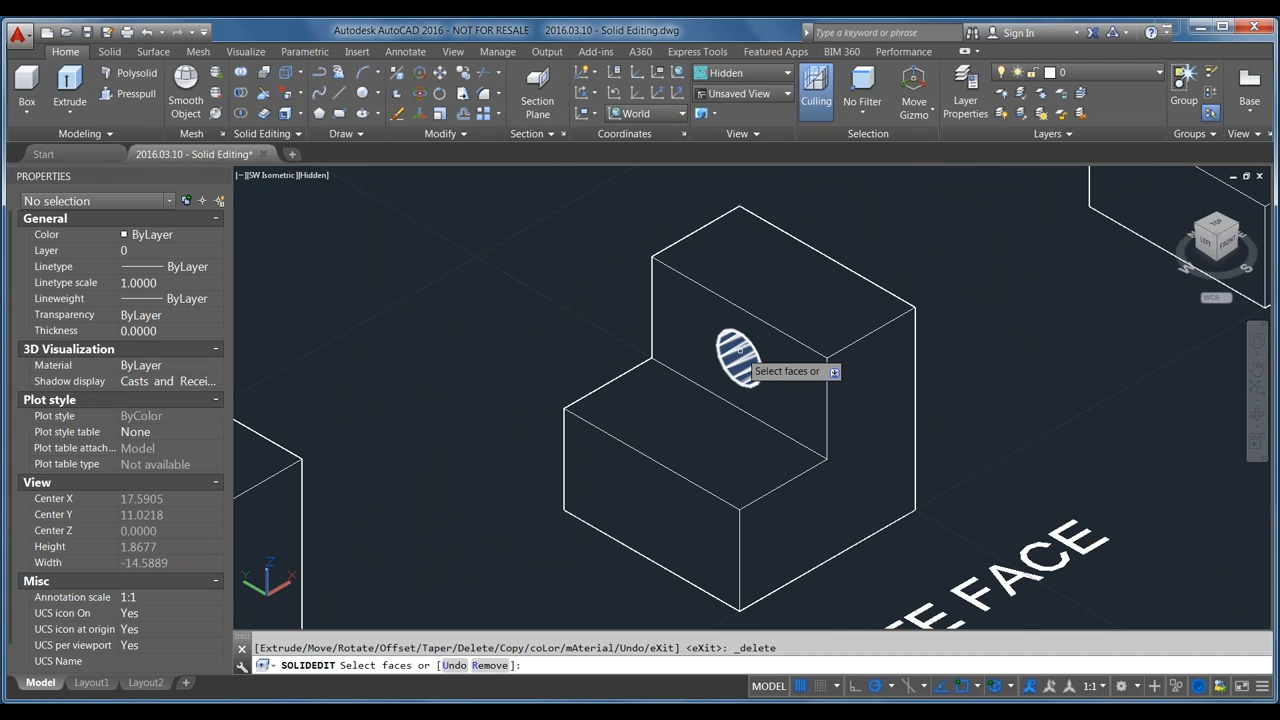 Autodesk AutoCAD 2016 - NOT FOR RESALE 2016.03.10 - Solid Editing.dwg
Type a keyword or phrase
Sign In
Home Solid Surface Mesh Visualize Parametric Insert Annotate View Manage Output Add-ins A360 Express Tools Featured Apps BIM 360 Performance
Box
Extrude
Polysolid
Presspull
Smooth Object
Section Plane
World
Hidden
Unsaved View
Culling
No Filter
Move Gizmo
Layer Properties
0
Group
Base
Modeling
Mesh
Solid Editing
Draw
Modify
Section
Coordinates
View
Selection
Layers
Groups
View
Start
2016.03.10 - Solid Editing*
PROPERTIES
No selection
General
Color ByLayer
Layer 0
Linetype ByLayer
Linetype scale 1.0000
Lineweight ByLayer
Transparency ByLayer
Thickness 0.0000
3D Visualization
Material ByLayer
Shadow display Casts and Recei...
Plot style
Plot style ByColor
Plot style table None
Plot table attach... Model
Plot table type Not available
View
Center X 17.5905
Center Y 11.0218
Center Z 0.0000
Height 1.8677
Width -14.5889
Misc
Annotation scale 1:1
UCS icon On Yes
UCS icon at origin Yes
UCS per viewport Yes
UCS Name
[−][SW Isometric][Hidden]
TOP
LEFT
FRONT
W
S
WCS
Select faces or
TE FACE
Z
Y
X
[Extrude/Move/Rotate/Offset/Taper/Delete/Copy/coLor/mAterial/Undo/eXit] <eXit>: _delete
SOLIDEDIT Select faces or [Undo Remove]:
Model Layout1 Layout2
MODEL
1:1